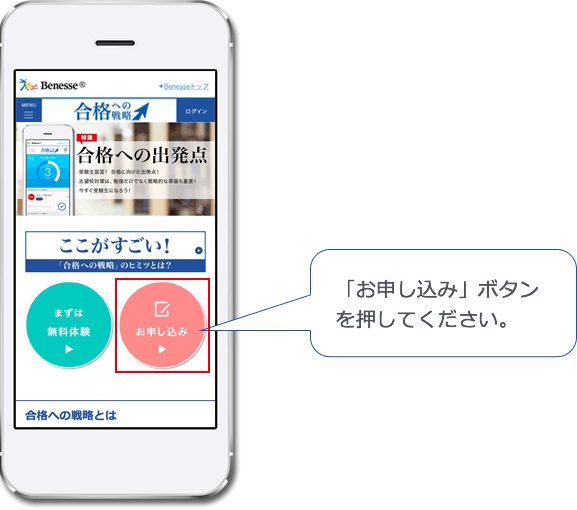 Benesse®
Benesseトップ
MENU
合格への戦略
ログイン
特集
合格への出発点
受験生宣言！ 合格に向けた出発点！
志望校対策は、勉強だけでなく戦略的な準備も重要！
今すぐ受験生になろう！
3
ここがすごい！
「合格への戦略」のヒミツとは？
まずは
無料体験
お申し込み
合格への戦略とは
「お申し込み」ボタン
を押してください。